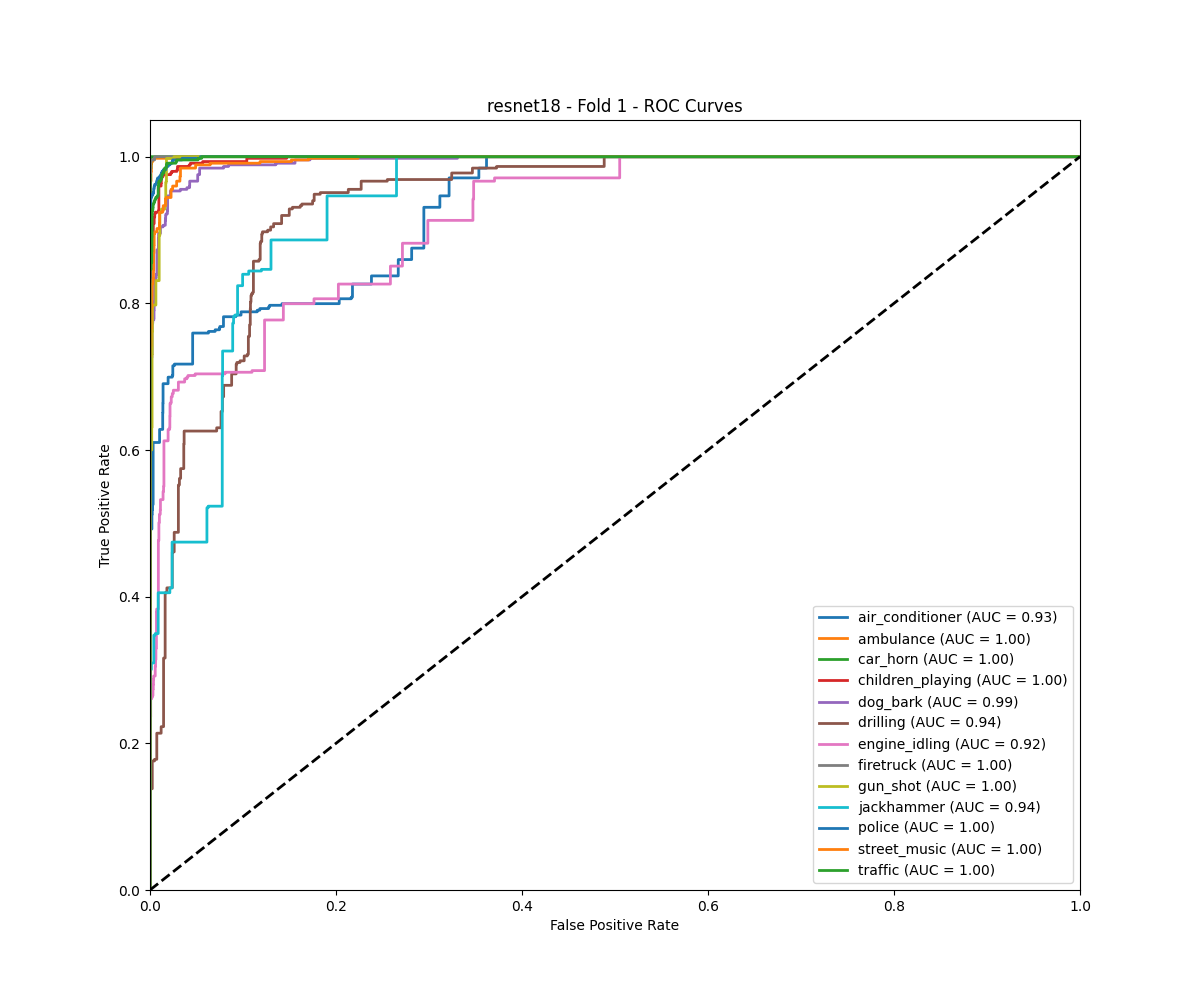 resnet18 - Fold 1 - ROC Curves
True Positive Rate
1.0
0.8
0.6
0.4
0.2
0.0
0.0 0.2 0.4 0.6 0.8 1.0
False Positive Rate
air_conditioner (AUC = 0.93)
ambulance (AUC = 1.00)
car_horn (AUC = 1.00)
children_playing (AUC = 1.00)
dog_bark (AUC = 0.99)
drilling (AUC = 0.94)
engine_idling (AUC = 0.92)
firetruck (AUC = 1.00)
gun_shot (AUC = 1.00)
jackhammer (AUC = 0.94)
police (AUC = 1.00)
street_music (AUC = 1.00)
traffic (AUC = 1.00)